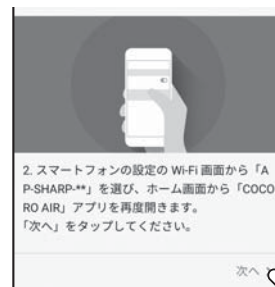 2. スマートフォンの設定の Wi-Fi 画面から「A
P-SHARP-**」を選び、ホーム画面から「COCO
RO AIR」アプリを再度開きます。
「次へ」をタップしてください。
次へ